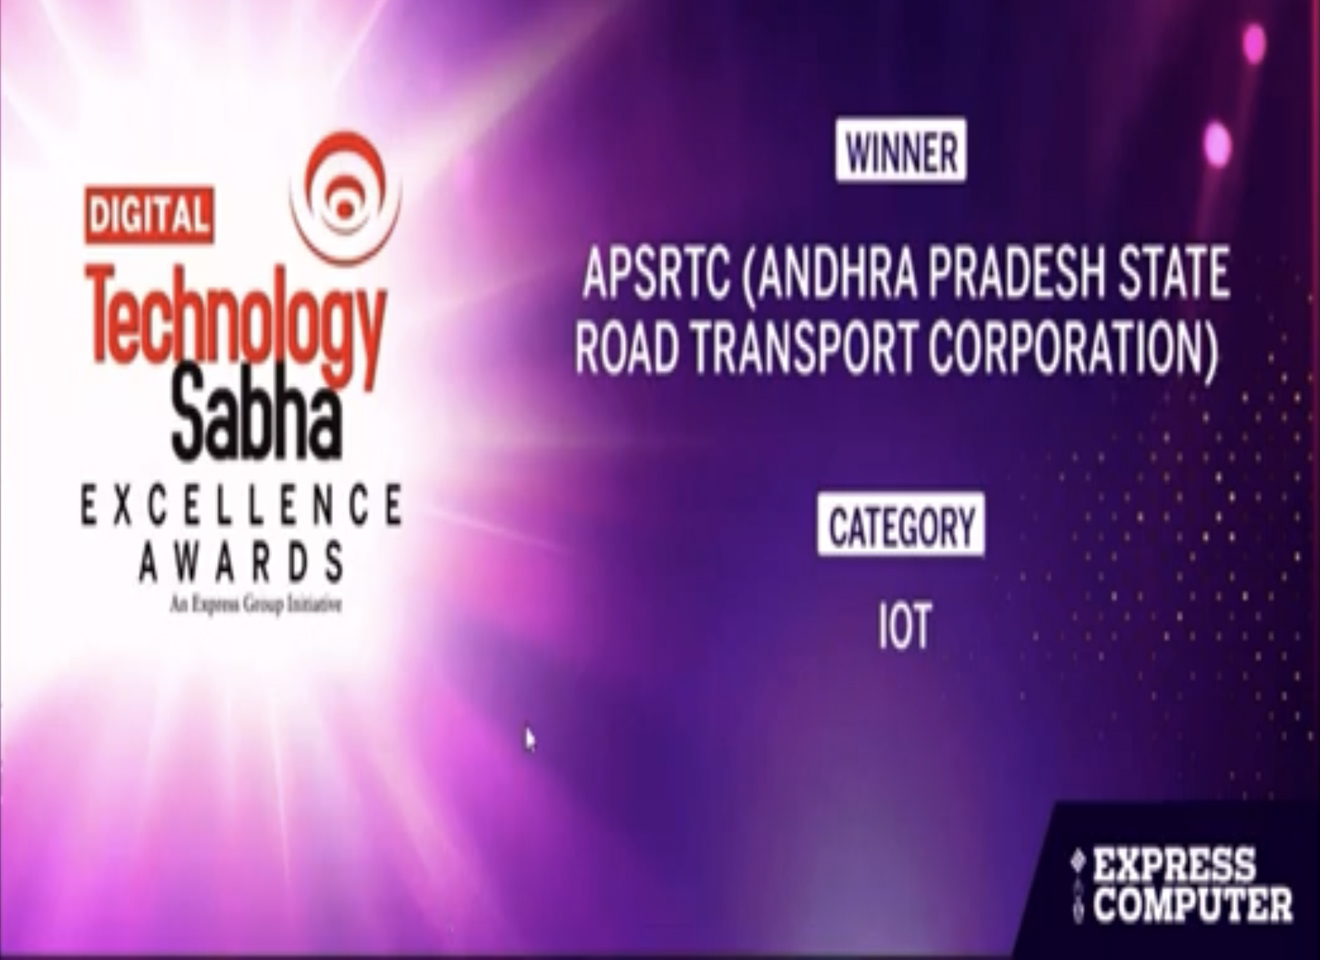 DIGITAL
Technology
Sabha
EXCELLENCE
AWARDS
An Express Group Initiative
WINNER
APSRTC (ANDHRA PRADESH STATE
ROAD TRANSPORT CORPORATION)
CATEGORY
IOT
EXPRESS
COMPUTER